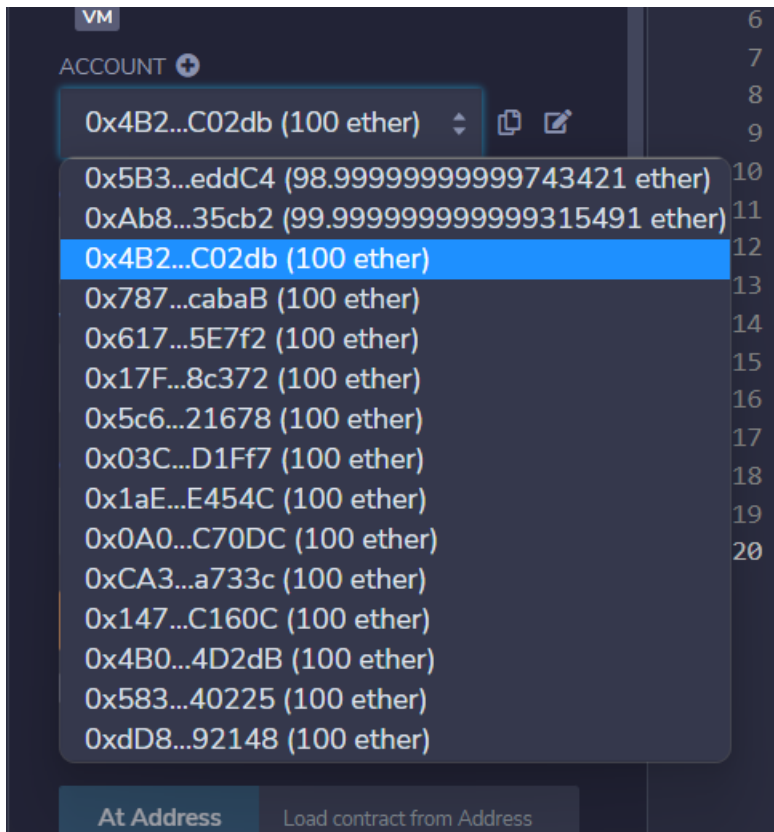 VM
6
ACCOUNT
7
8
0x4B2...C02db (100 ether)
9
0x5B3...eddC4 (98.99999999999743421 ether)
10
0xAb8...35cb2 (99.999999999999315491 ether)
11
0x4B2...C02db (100 ether)
12
0x787...cabaB (100 ether)
13
0x617...5E7f2 (100 ether)
14
0x17F...8c372 (100 ether)
15
0x5c6...21678 (100 ether)
16
0x03C...D1Ff7 (100 ether)
17
0x1aE...E454C (100 ether)
18
0x0A0...C70DC (100 ether)
19
0xCA3...a733c (100 ether)
20
0x147...C160C (100 ether)
0x4B0...4D2dB (100 ether)
0x583...40225 (100 ether)
0xdD8...92148 (100 ether)
At Address
Load contract from Address